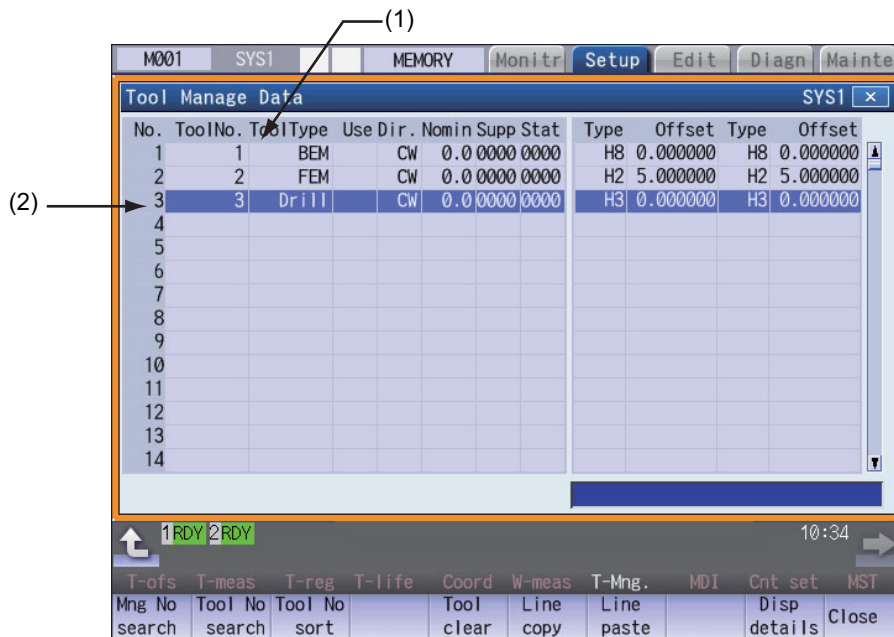 (1)
M001 SYS1 MEMORY Monitr Setup Edit Diagn Mainte
Tool Manage Data SYS1 ×
No. ToolNo. ToolType Use Dir. Nomin Supp Stat Type Offset Type Offset
1 1 BEM CW 0.0 0000 0000 H8 0.000000 H8 0.000000
2 2 FEM CW 0.0 0000 0000 H2 5.000000 H2 5.000000
(2) 3 3 Drill CW 0.0 0000 0000 H3 0.000000 H3 0.000000
4
5
6
7
8
9
10
11
12
13
14
1 RDY 2 RDY 10:34
T-ofs T-meas T-reg T-life Coord W-meas T-Mng. MDI Cnt set MST
Mng No Tool No Tool No Tool Line Line Disp Close
search search sort clear copy paste details